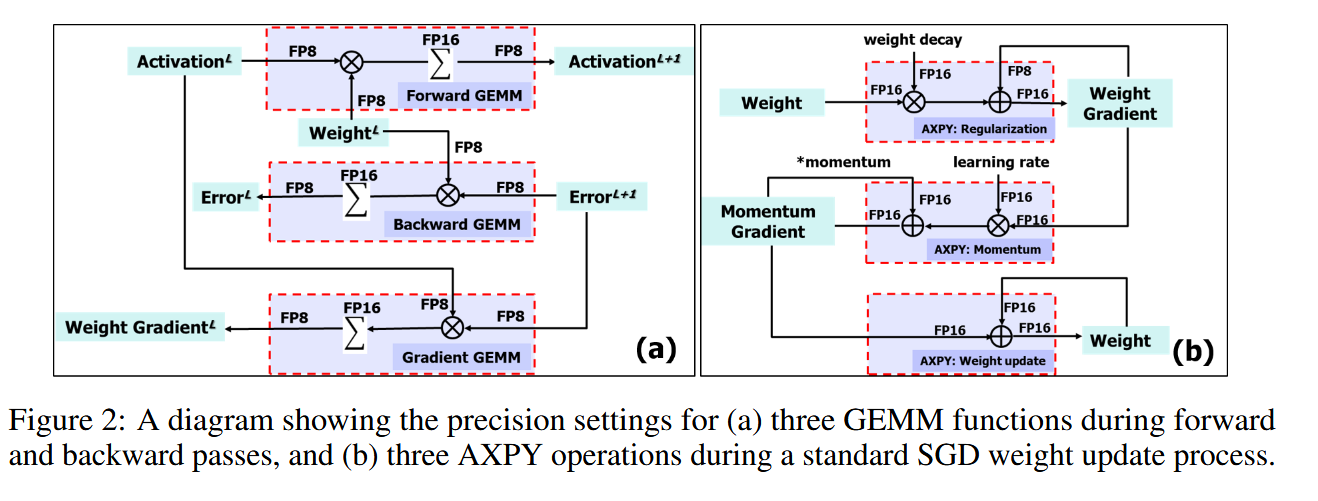 FP8
FP16
FP8
Activation^L
Activation^L+1
FP8
Forward GEMM
Weight^L
FP8
FP16
FP8
FP8
Error^L
Error^L+1
Backward GEMM
FP16
FP8
FP8
FP8
Weight Gradient^L
Gradient GEMM
(a)
weight decay
FP16
FP8
Weight
FP16
FP16
Weight
Gradient
AXPY: Regularization
*momentum
learning rate
FP16
FP16
Momentum
Gradient
FP16
FP16
AXPY: Momentum
FP16
FP16
FP16
Weight
AXPY: Weight update
(b)
Figure 2: A diagram showing the precision settings for (a) three GEMM functions during forward
and backward passes, and (b) three AXPY operations during a standard SGD weight update process.